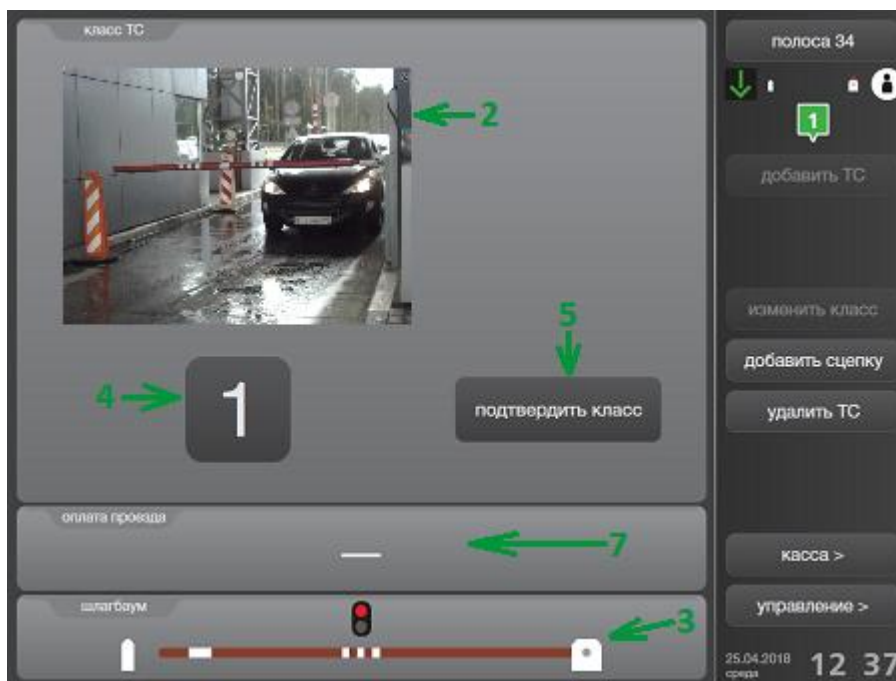 класс ТС
2
5
4
1
подтвердить класс
оплата проезда
7
шлагбаум
3
полоса 34
1
добавить ТС
изменить класс
добавить сцепку
удалить ТС
касса >
управление >
25.04.2018
среда
12 37